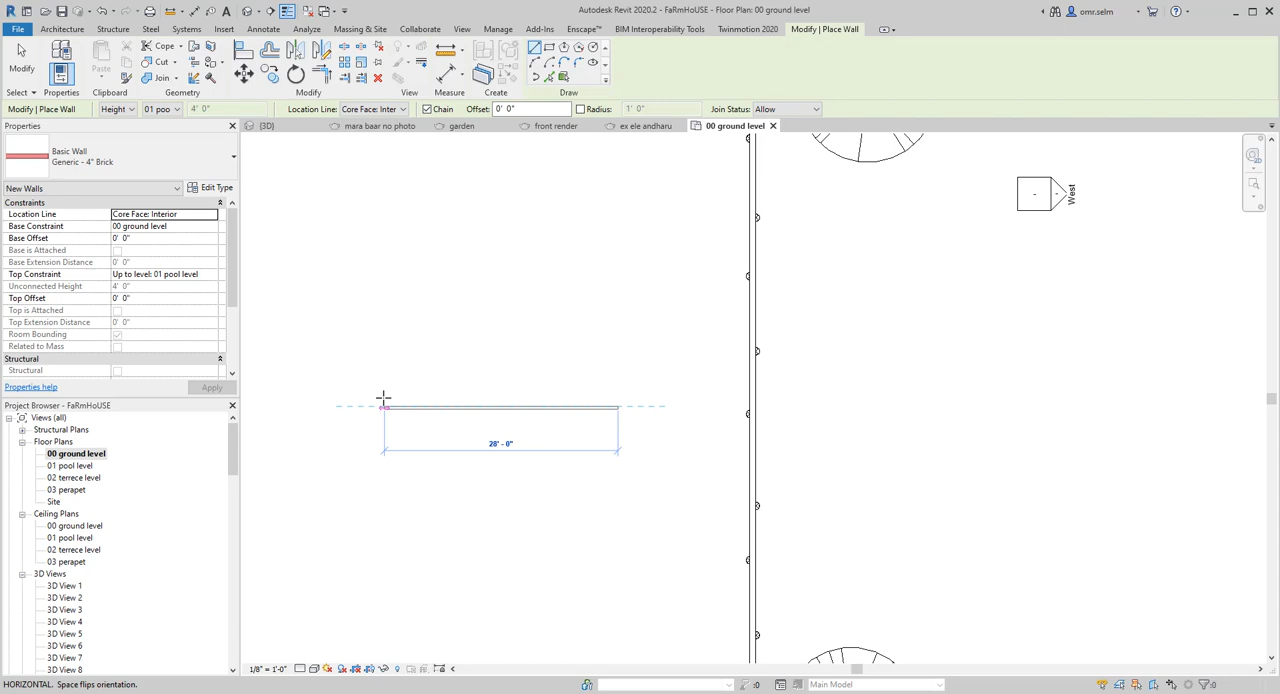 Autodesk Revit 2020.2 - FaRmHoUSE - Floor Plan: 00 ground level
omr.selm
File Architecture Structure Steel Systems Insert Annotate Analyze Massing & Site Collaborate View Manage Add-Ins Enscape™ BIM Interoperability Tools Twinmotion 2020 Modify | Place Wall
Modify Paste Cope Cut Join
Select Properties Clipboard Geometry Modify View Measure Create Draw
Modify | Place Wall Height 01 poo 4' 0" Location Line: Core Face: Inter Chain Offset: 0' 0" Radius: 1' 0" Join Status: Allow
Properties
{3D} mara baar no photo garden front render ex ele andharu 00 ground level
Basic Wall
Generic - 4" Brick
New Walls Edit Type
Constraints
Location Line Core Face: Interior
Base Constraint 00 ground level
Base Offset 0' 0"
Base is Attached
Base Extension Distance 0' 0"
Top Constraint Up to level: 01 pool level
Unconnected Height 4' 0"
Top Offset 0' 0"
Top is Attached
Top Extension Distance 0' 0"
Room Bounding
Related to Mass
Structural
Structural
Properties help Apply
Project Browser - FaRmHoUSE
Views (all)
Structural Plans
Floor Plans
00 ground level
01 pool level
02 terrece level
03 perapet
Site
Ceiling Plans
00 ground level
01 pool level
02 terrece level
03 perapet
3D Views
3D View 1
3D View 2
3D View 3
3D View 4
3D View 5
3D View 6
3D View 7
3D View 8
28' - 0"
West
1/8" = 1'-0"
HORIZONTAL. Space flips orientation.
:0 Main Model :0